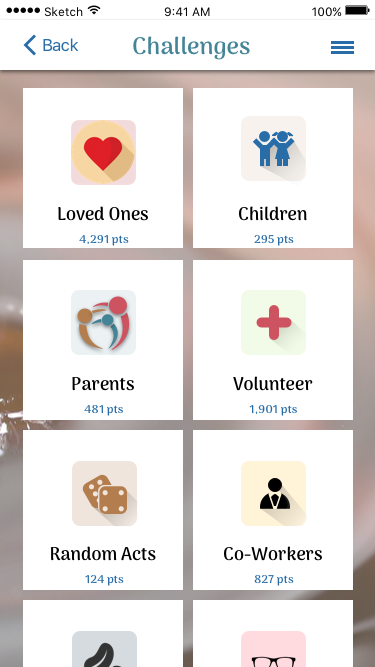 Sketch 9:41 AM 100%
Back Challenges
Loved Ones Children
4,291 pts 295 pts
Parents Volunteer
481 pts 1,901 pts
Random Acts Co-Workers
124 pts 827 pts